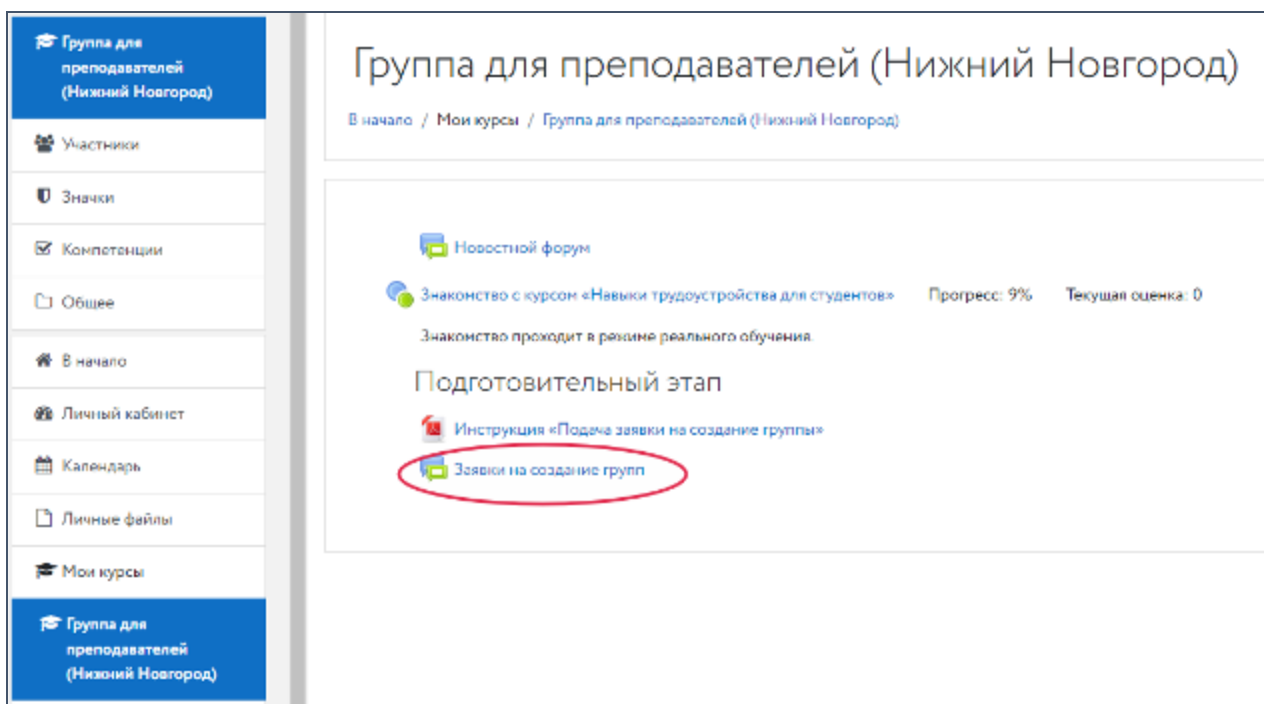 Группа для
преподавателей
(Нижний Новгород)
Участники
Значки
Компетенции
Общее
В начало
Личный кабинет
Календарь
Личные файлы
Мои курсы
Группа для
преподавателей
(Нижний Новгород)
Группа для преподавателей (Нижний Новгород)
В начало / Мои курсы / Группа для преподавателей (Нижний Новгород)
Новостной форум
Знакомство с курсом «Навыки трудоустройства для студентов» Прогресс: 9% Текущая оценка: 0
Знакомство проходит в режиме реального обучения.
Подготовительный этап
Инструкция «Подача заявки на создание группы»
Заявки на создание групп